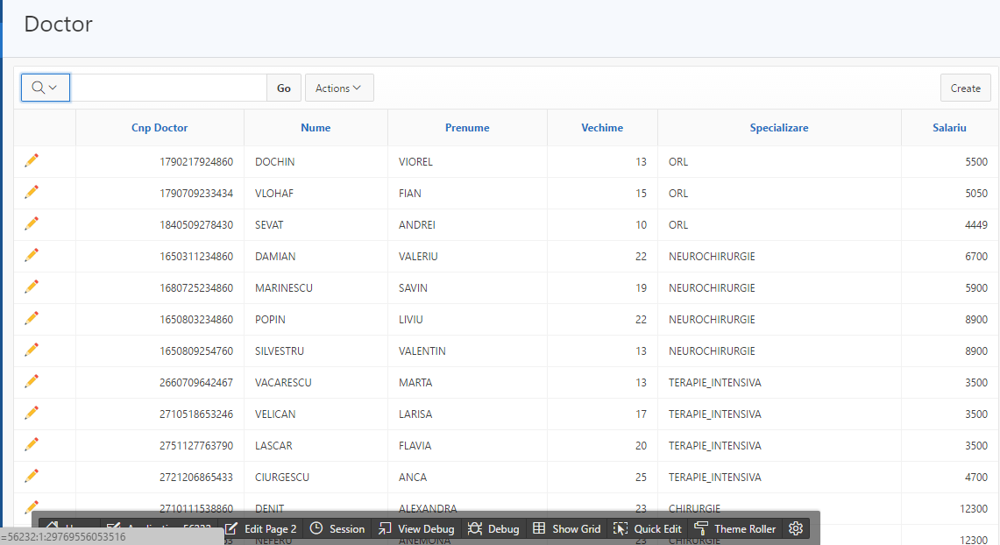 Doctor
Go Actions Create
Cnp Doctor Nume Prenume Vechime Specializare Salariu
1790217924860 DOCHIN VIOREL 13 ORL 5500
1790709233434 VLOHAF FIAN 15 ORL 5050
1840509278430 SEVAT ANDREI 10 ORL 4449
1650311234860 DAMIAN VALERIU 22 NEUROCHIRURGIE 6700
1680725234860 MARINESCU SAVIN 19 NEUROCHIRURGIE 5900
1650803234860 POPIN LIVIU 22 NEUROCHIRURGIE 8900
1650809254760 SILVESTRU VALENTIN 13 NEUROCHIRURGIE 8900
2660709642467 VACARESCU MARTA 13 TERAPIE_INTENSIVA 3500
2710518653246 VELICAN LARISA 17 TERAPIE_INTENSIVA 3500
2751127763790 LASCAR FLAVIA 20 TERAPIE_INTENSIVA 3500
2721206865433 CIURGESCU ANCA 25 TERAPIE_INTENSIVA 4700
2710111538860 DENIT ALEXANDRA 23 CHIRURGIE 12300
Edit Page 2 Session View Debug Debug Show Grid Quick Edit Theme Roller
=56232:1:29769556053516
NEFERU ANEMONA 23 CHIRURGIE 12300